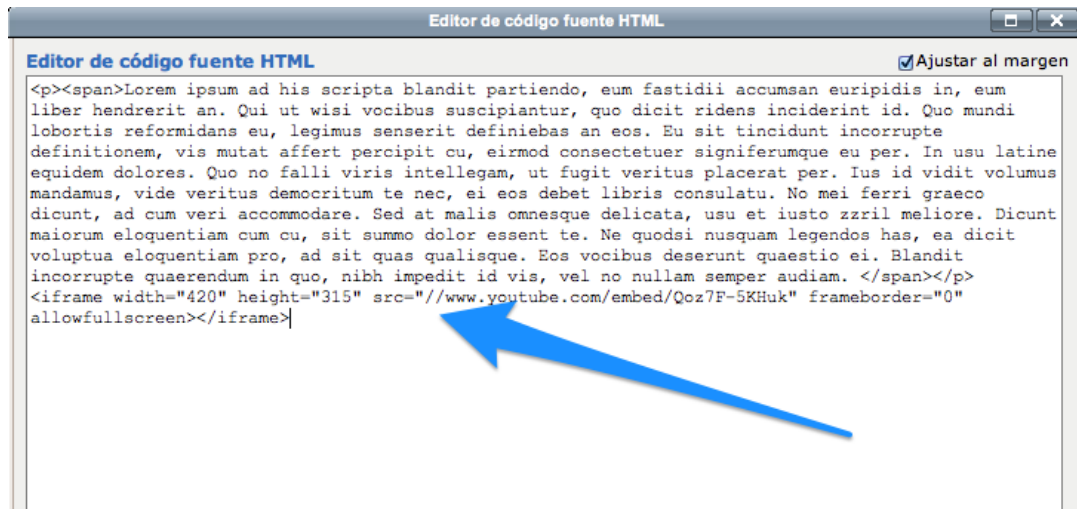 Editor de código fuente HTML
Editor de código fuente HTML
Ajustar al margen
<p><span>Lorem ipsum ad his scripta blandit partiendo, eum fastidii accumsan euripidis in, eum
liber hendrerit an. Qui ut wisi vocibus suscipiantur, quo dicit ridens inciderint id. Quo mundi
lobortis reformidans eu, legimus senserit definiebas an eos. Eu sit tincidunt incorrupte
definitionem, vis mutat affert percipit cu, eirmod consectetuer signiferumque eu per. In usu latine
equidem dolores. Quo no falli viris intellegam, ut fugit veritus placerat per. Ius id vidit volumus
mandamus, vide veritus democritum te nec, ei eos debet libris consulatu. No mei ferri graeco
dicunt, ad cum veri accommodare. Sed at malis omnesque delicata, usu et iusto zzril meliore. Dicunt
maiorum eloquentiam cum cu, sit summo dolor essent te. Ne quodsi nusquam legendos has, ea dicit
voluptua eloquentiam pro, ad sit quas qualisque. Eos vocibus deserunt quaestio ei. Blandit
incorrupte quaerendum in quo, nibh impedit id vis, vel no nullam semper audiam. </span></p>
<iframe width="420" height="315" src="//www.youtube.com/embed/Qoz7F-5KHuk" frameborder="0"
allowfullscreen></iframe>